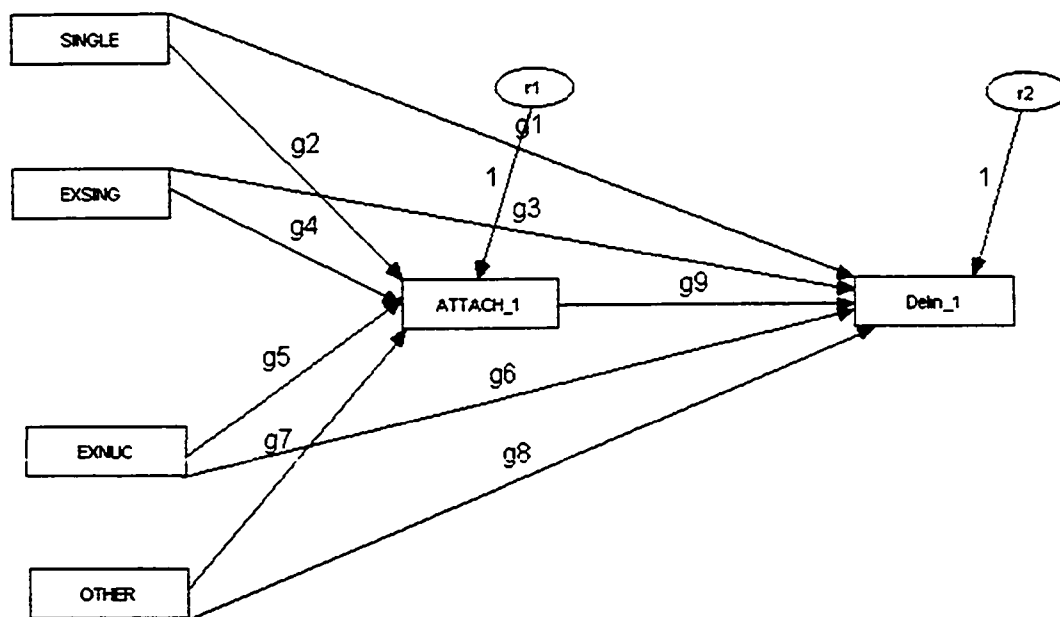 SINGLE
r1
r2
g1
g2
1
1
EXSING
g3
g4
g9
ATTACH_1
Delin_1
g5
g6
EXNUC
g7
g8
OTHER